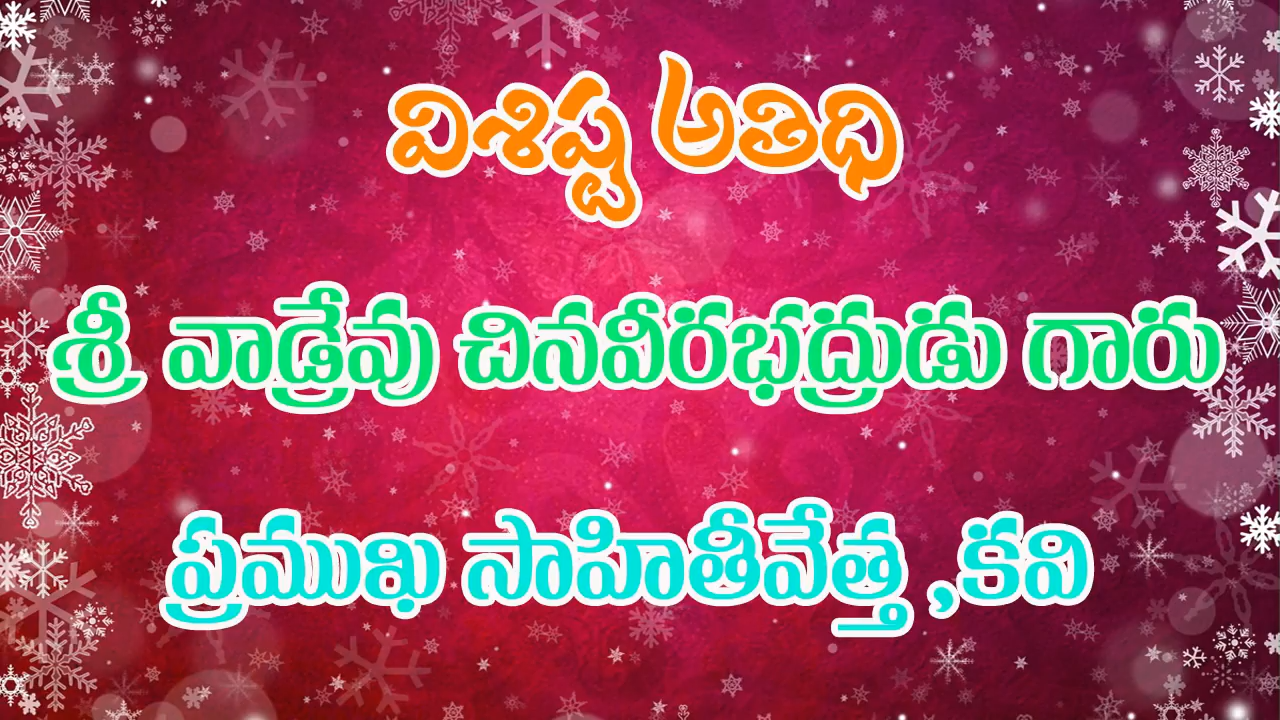 విశిష్ట అతిధి
శ్రీ వాడ్రేవు చినవీరభద్రుడు గారు
ప్రముఖ సాహితీవేత్త ,కవి